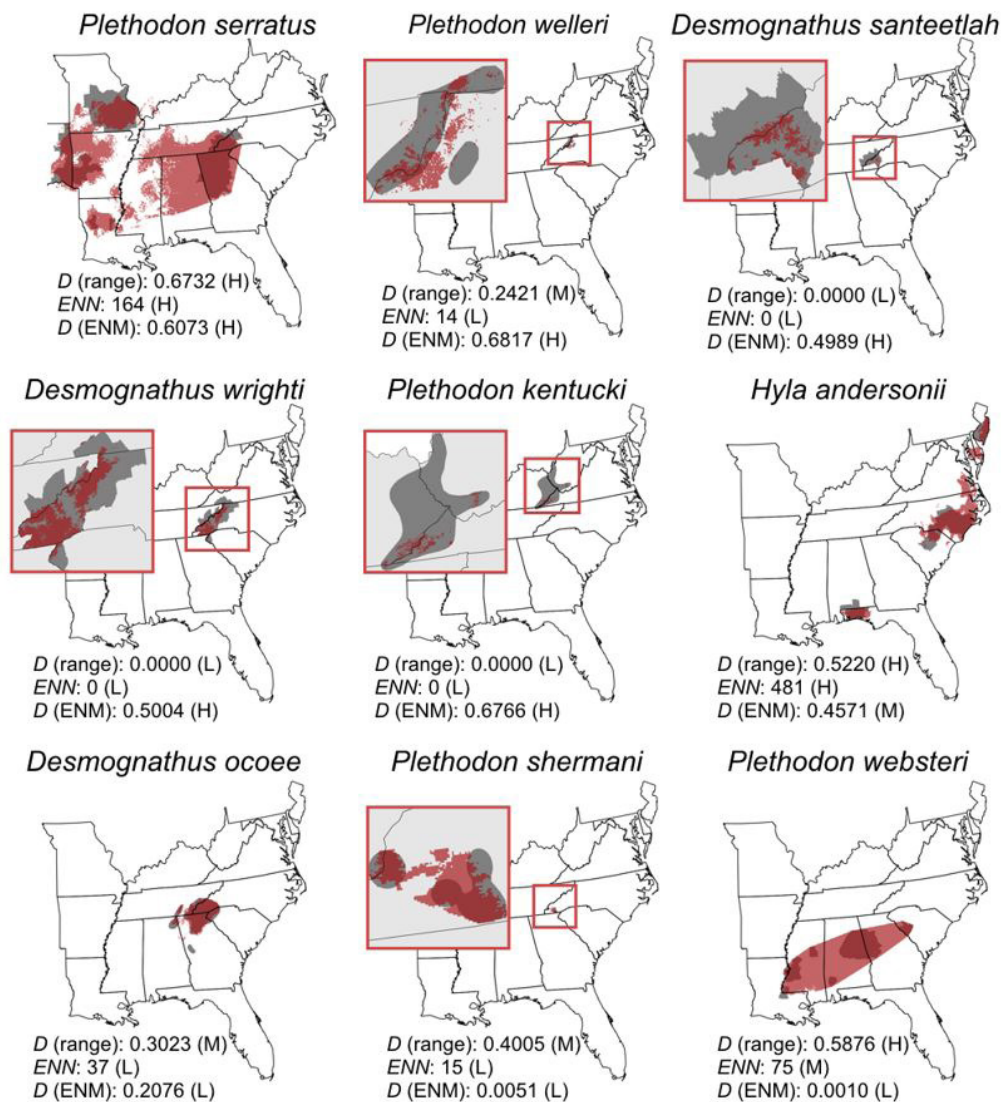 Plethodon serratus
D (range): 0.6732 (H)
ENN: 164 (H)
D (ENM): 0.6073 (H)
Plethodon welleri
D (range): 0.2421 (M)
ENN: 14 (L)
D (ENM): 0.6817 (H)
Desmognathus santeetlah
D (range): 0.0000 (L)
ENN: 0 (L)
D (ENM): 0.4989 (H)
Desmognathus wrighti
D (range): 0.0000 (L)
ENN: 0 (L)
D (ENM): 0.5004 (H)
Plethodon kentucki
D (range): 0.0000 (L)
ENN: 0 (L)
D (ENM): 0.6766 (H)
Hyla andersonii
D (range): 0.5220 (H)
ENN: 481 (H)
D (ENM): 0.4571 (M)
Desmognathus ocoee
D (range): 0.3023 (M)
ENN: 37 (L)
D (ENM): 0.2076 (L)
Plethodon shermani
D (range): 0.4005 (M)
ENN: 15 (L)
D (ENM): 0.0051 (L)
Plethodon websteri
D (range): 0.5876 (H)
ENN: 75 (M)
D (ENM): 0.0010 (L)